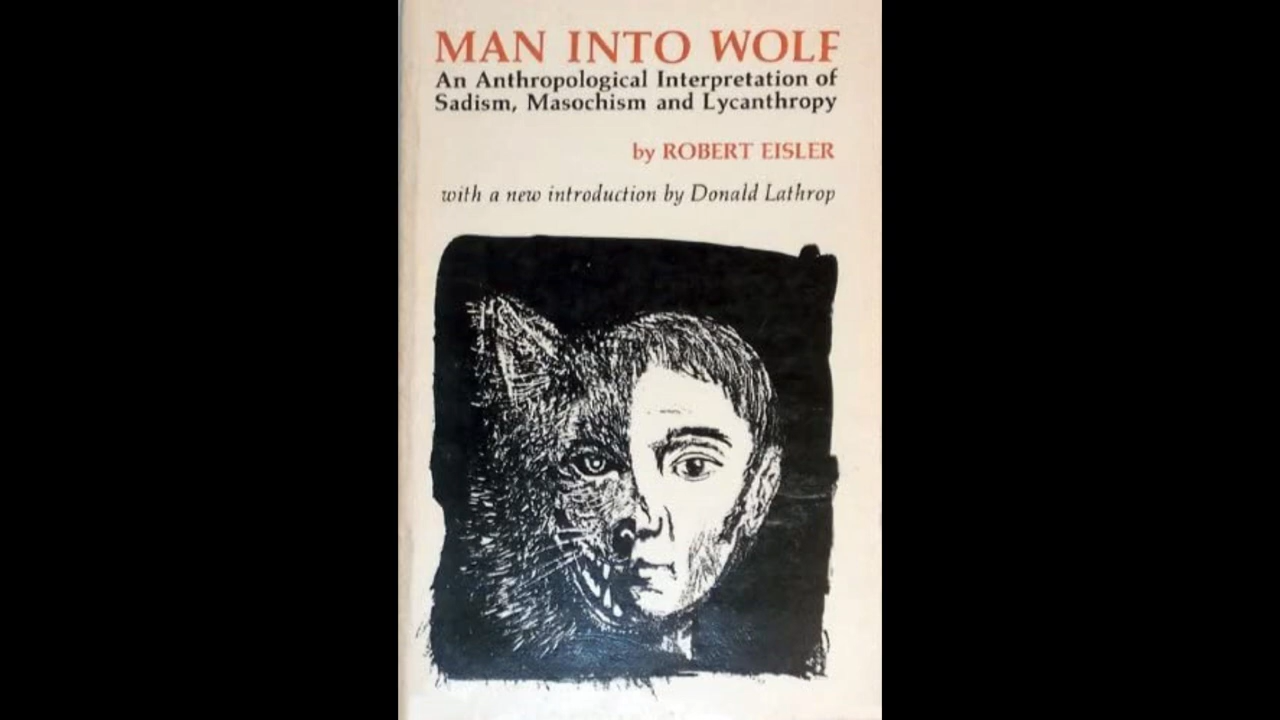 MAN INTO WOLF
An Anthropological Interpretation of
Sadism, Masochism and Lycanthropy
by ROBERT EISLER
with a new introduction by Donald Lathrop